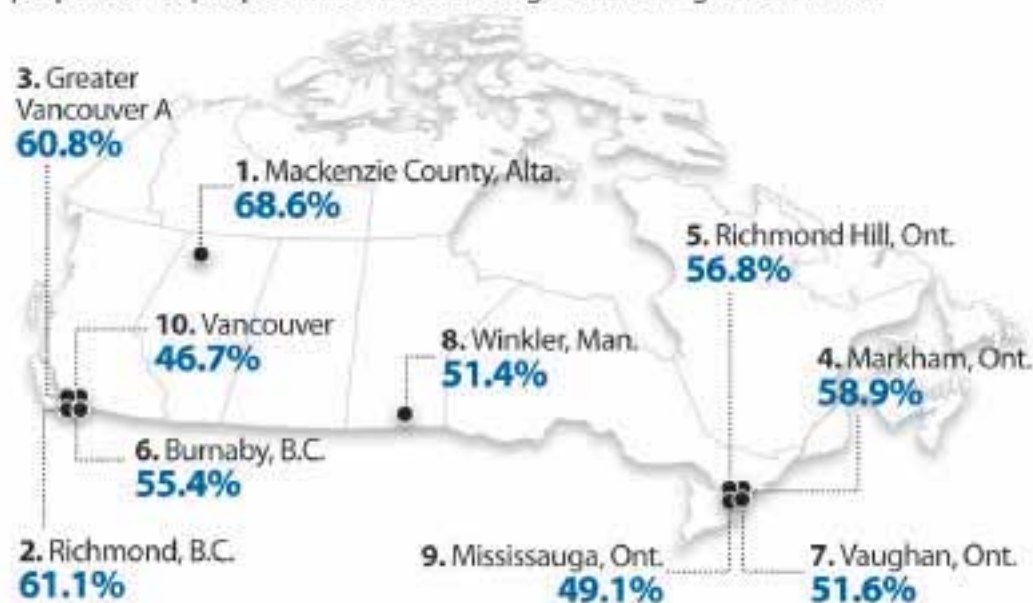 3. Greater
Vancouver A
60.8%
1. Mackenzie County, Alta.
68.6%
5. Richmond Hill, Ont.
56.8%
10. Vancouver
46.7%
8. Winkler, Man.
51.4%
4. Markham, Ont.
58.9%
6. Burnaby, B.C.
55.4%
2. Richmond, B.C.
61.1%
9. Mississauga, Ont.
49.1%
7. Vaughan, Ont.
51.6%